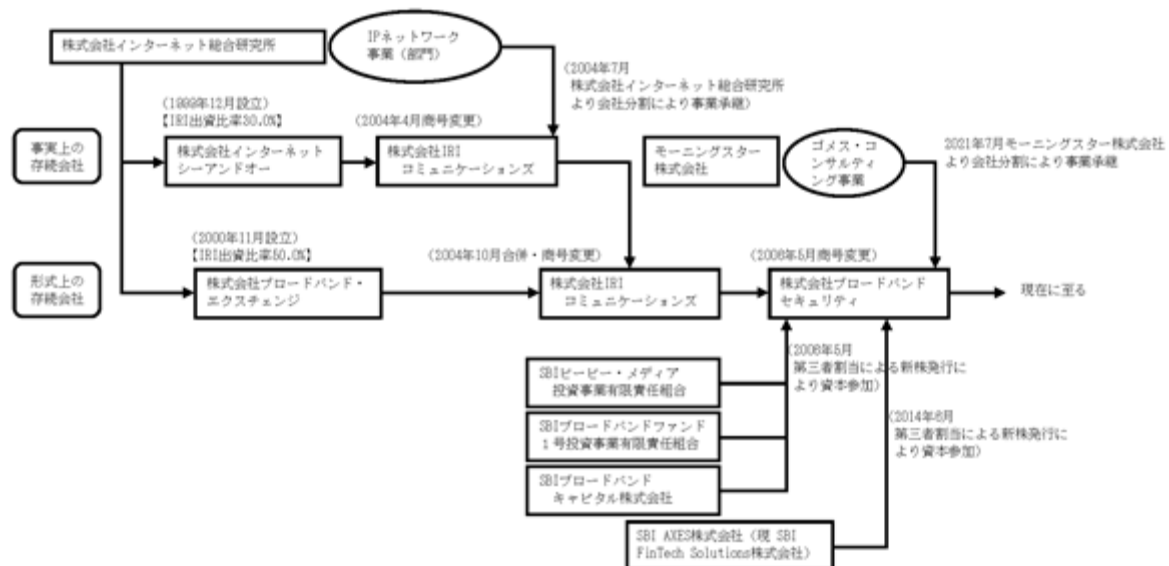 株式会社インターネット総合研究所
IPネットワーク
事業（部門）
（2004年7月
株式会社インターネット総合研究所
より会社分割により事業承継）
（1999年12月設立）
【IRI出資比率30.0%】
（2004年4月商号変更）
事実上の
存続会社
株式会社インターネット
シーアンドオー
株式会社IRI
コミュニケーションズ
モーニングスター
株式会社
ゴメス・コ
ンサルティ
ング事業
2021年7月モーニングスター株式会社
より会社分割により事業承継
（2000年11月設立）
【IRI出資比率50.0%】
（2004年10月合併・商号変更）
（2006年5月商号変更）
形式上の
存続会社
株式会社ブロードバンド・
エクスチェンジ
株式会社IRI
コミュニケーションズ
株式会社ブロードバンド
セキュリティ
現在に至る
（2006年5月
第三者割当による新株発行に
より資本参加）
SBIビービー・メディア
投資事業有限責任組合
SBIブロードバンドファンド
１号投資事業有限責任組合
（2014年6月
第三者割当による新株発行に
より資本参加）
SBIブロードバンド
キャピタル株式会社
SBI AXES株式会社（現 SBI
FinTech Solutions株式会社）